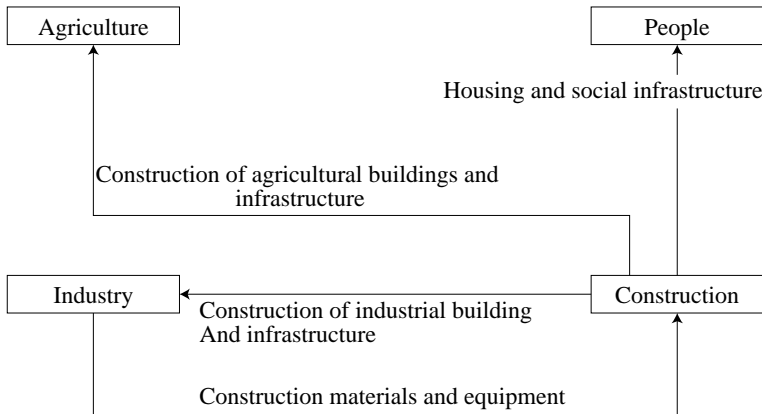 Agriculture
People
Housing and social infrastructure
Construction of agricultural buildings and
infrastructure
Industry
Construction
Construction of industrial building
And infrastructure
Construction materials and equipment